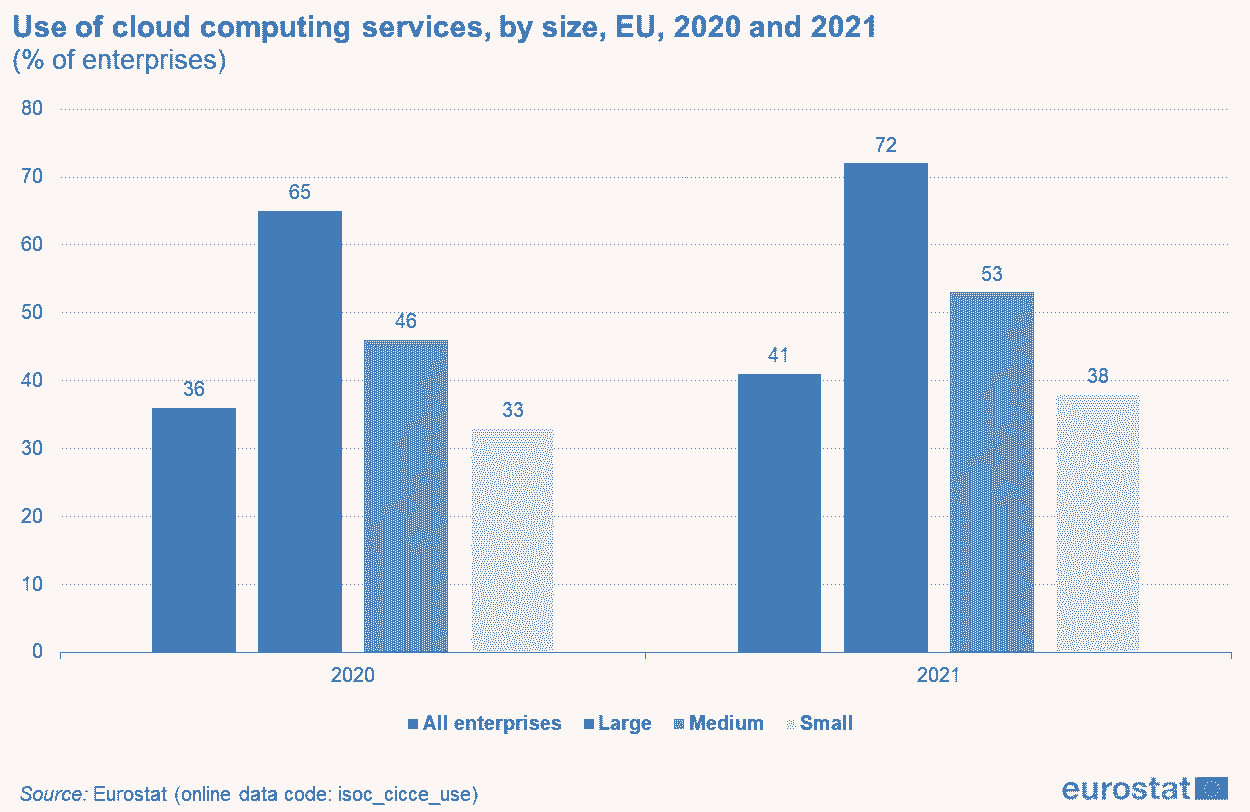 Use of cloud computing services, by size, EU, 2020 and 2021
(% of enterprises)
80
70
60
50
40
30
20
10
0
36
65
46
33
41
72
53
38
2020
2021
All enterprises
Large
Medium
Small
Source: Eurostat (online data code: isoc_cicce_use)
eurostat